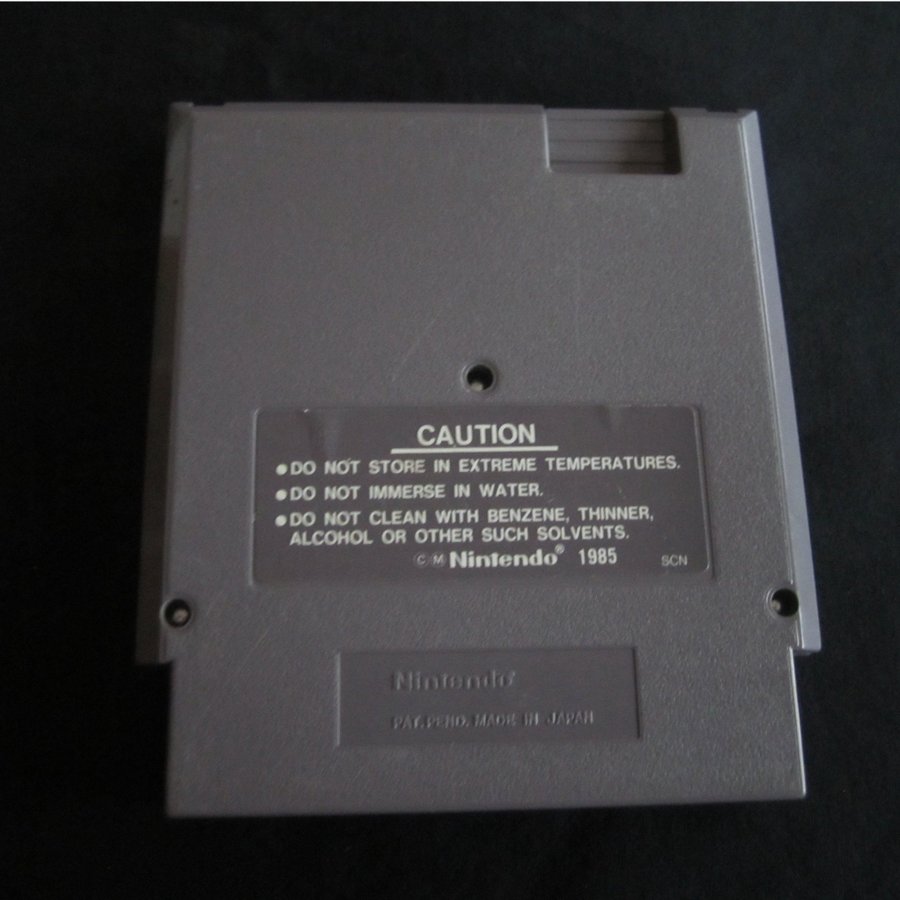 CAUTION
●DO NOT STORE IN EXTREME TEMPERATURES.
●DO NOT IMMERSE IN WATER.
●DO NOT CLEAN WITH BENZENE, THINNER,
ALCOHOL OR OTHER SUCH SOLVENTS.
ⒸⓂNintendo® 1985 SCN
Nintendo®
PAT. PEND. MADE IN JAPAN